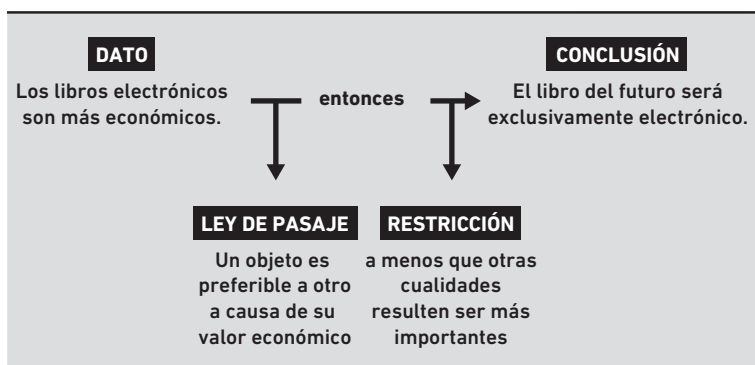 DATO
Los libros electrónicos
son más económicos.
entonces
CONCLUSIÓN
El libro del futuro será
exclusivamente electrónico.
LEY DE PASAJE
Un objeto es
preferible a otro
a causa de su
valor económico
RESTRICCIÓN
a menos que otras
cualidades
resulten ser más
importantes